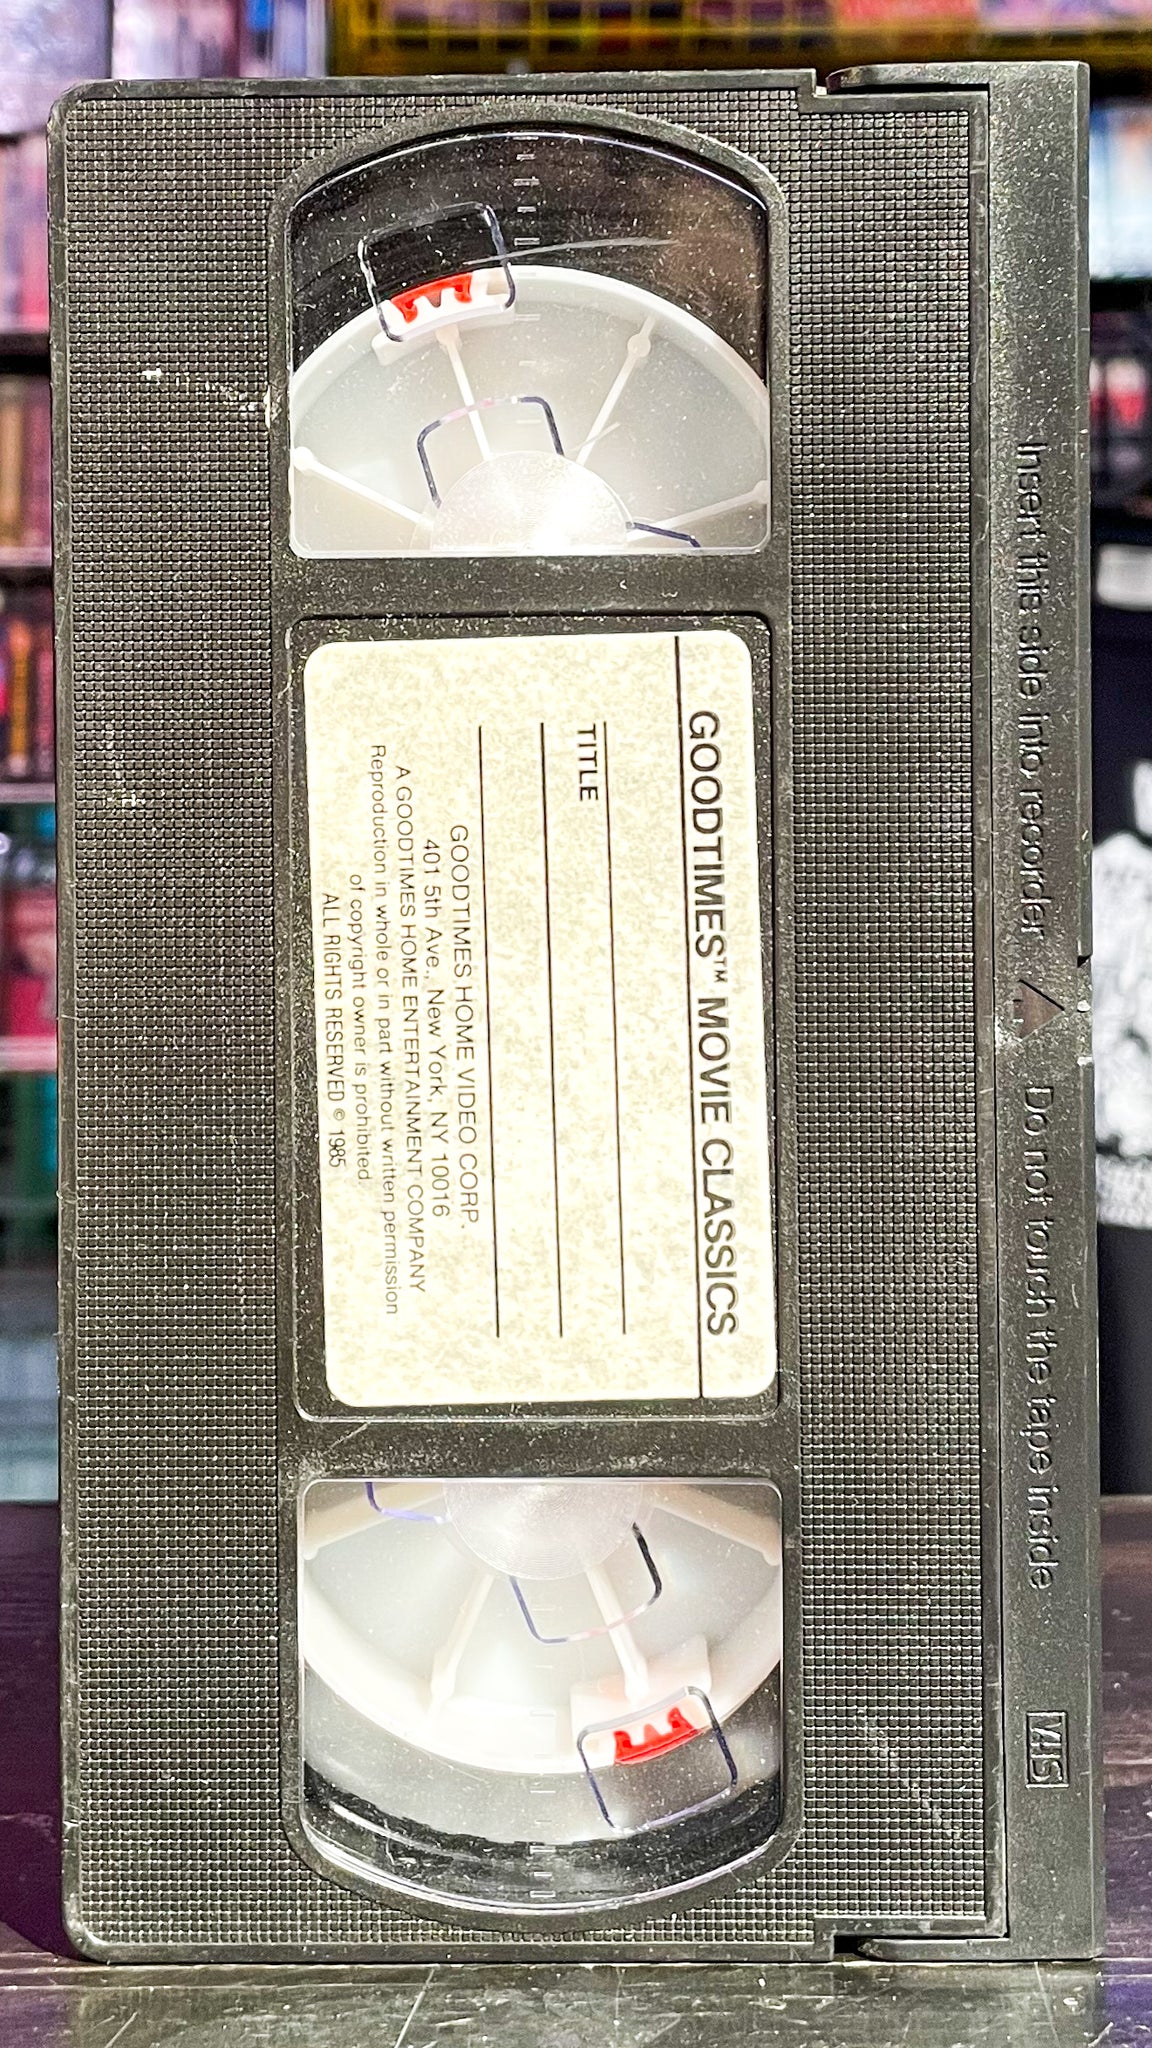 Insert this side into recorder △ Do not touch the tape inside
VHS
GOODTIMES™ MOVIE CLASSICS
TITLE
GOODTIMES HOME VIDEO CORP.
401 5th Ave., New York, NY 10016
A GOODTIMES HOME ENTERTAINMENT COMPANY
Reproduction in whole or in part without written permission
of copyright owner is prohibited
ALL RIGHTS RESERVED © 1985